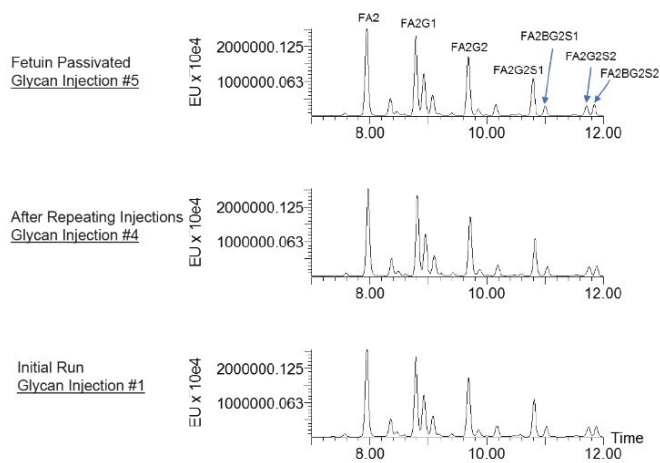 FA2
FA2G1
FA2G2
FA2G2S1
FA2BG2S1
FA2G2S2
FA2BG2S2
Fetuin Passivated
Glycan Injection #5
EU x 10e4
2000000.125
1000000.063
8.00
10.00
12.00
After Repeating Injections
Glycan Injection #4
EU x 10e4
2000000.125
1000000.063
8.00
10.00
12.00
Initial Run
Glycan Injection #1
EU x 10e4
2000000.125
1000000.063
8.00
10.00
12.00
Time